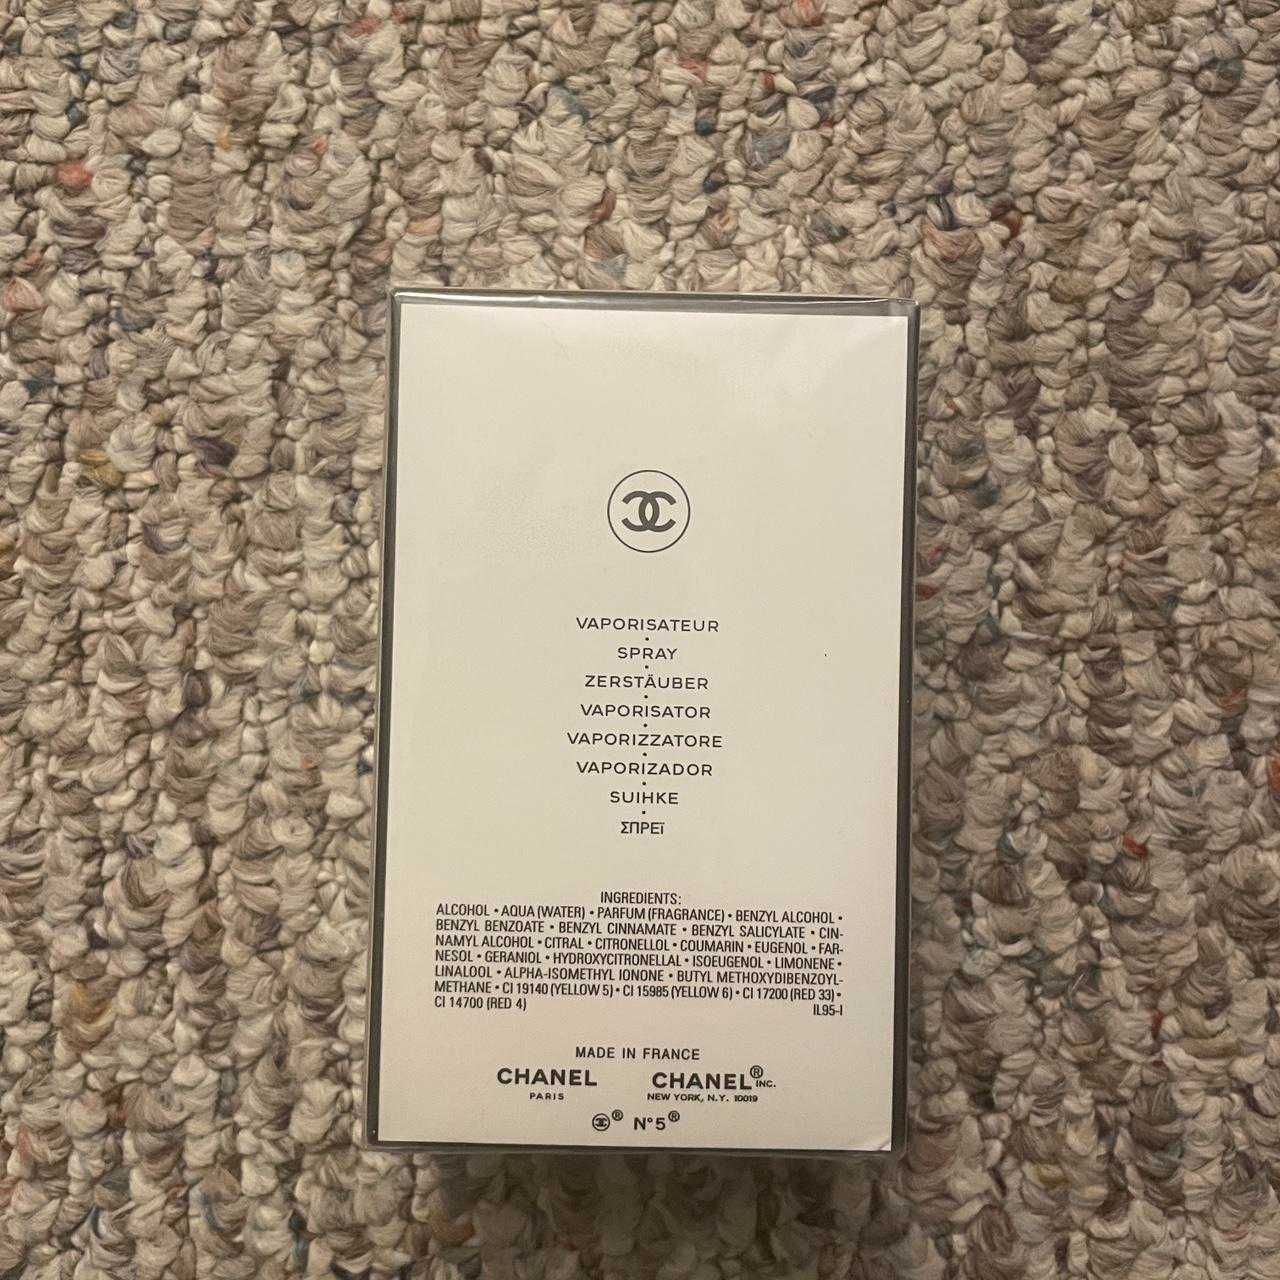 VAPORISATEUR
•
SPRAY
•
ZERSTÄUBER
•
VAPORISATOR
•
VAPORIZZATORE
•
VAPORIZADOR
•
SUIHKE
•
ΣΠΡΕΪ
INGREDIENTS:
ALCOHOL • AQUA (WATER) • PARFUM (FRAGRANCE) • BENZYL ALCOHOL •
BENZYL BENZOATE • BENZYL CINNAMATE • BENZYL SALICYLATE • CIN-
NAMYL ALCOHOL • CITRAL • CITRONELLOL • COUMARIN • EUGENOL • FAR-
NESOL • GERANIOL • HYDROXYCITRONELLAL • ISOEUGENOL • LIMONENE •
LINALOOL • ALPHA-ISOMETHYL IONONE • BUTYL METHOXYDIBENZOYL-
METHANE • CI 19140 (YELLOW 5) • CI 15985 (YELLOW 6) • CI 17200 (RED 33) •
CI 14700 (RED 4) IL95-I
MADE IN FRANCE
CHANEL CHANEL® INC.
PARIS NEW YORK, N.Y. 10019
® N°5®